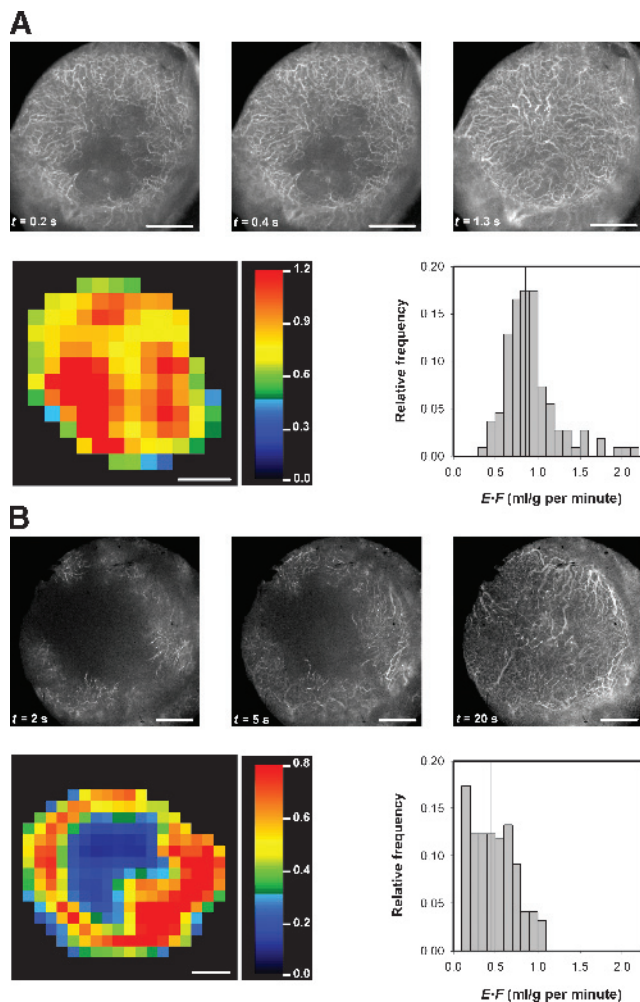 A
t = 0.2 s
t = 0.4 s
t = 1.3 s
1.2
0.9
0.6
0.3
0.0
0.20
0.15
0.10
0.05
0.00
Relative frequency
0.0 0.5 1.0 1.5 2.0
E·F (ml/g per minute)
B
t = 2 s
t = 5 s
t = 20 s
0.8
0.6
0.4
0.2
0.0
0.20
0.15
0.10
0.05
0.00
Relative frequency
0.0 0.5 1.0 1.5 2.0
E·F (ml/g per minute)